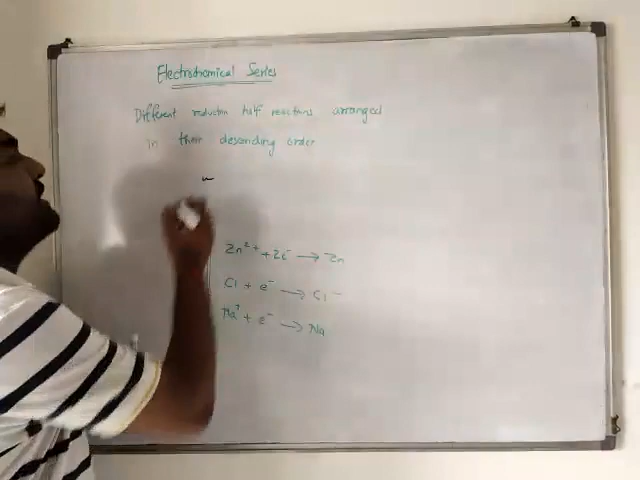 Electrochemical Series
Different reduction half reactions arranged
in their descending order
Zn²⁺ + 2e⁻ → Zn
Cl + e⁻ → Cl⁻
Na⁺ + e⁻ → Na